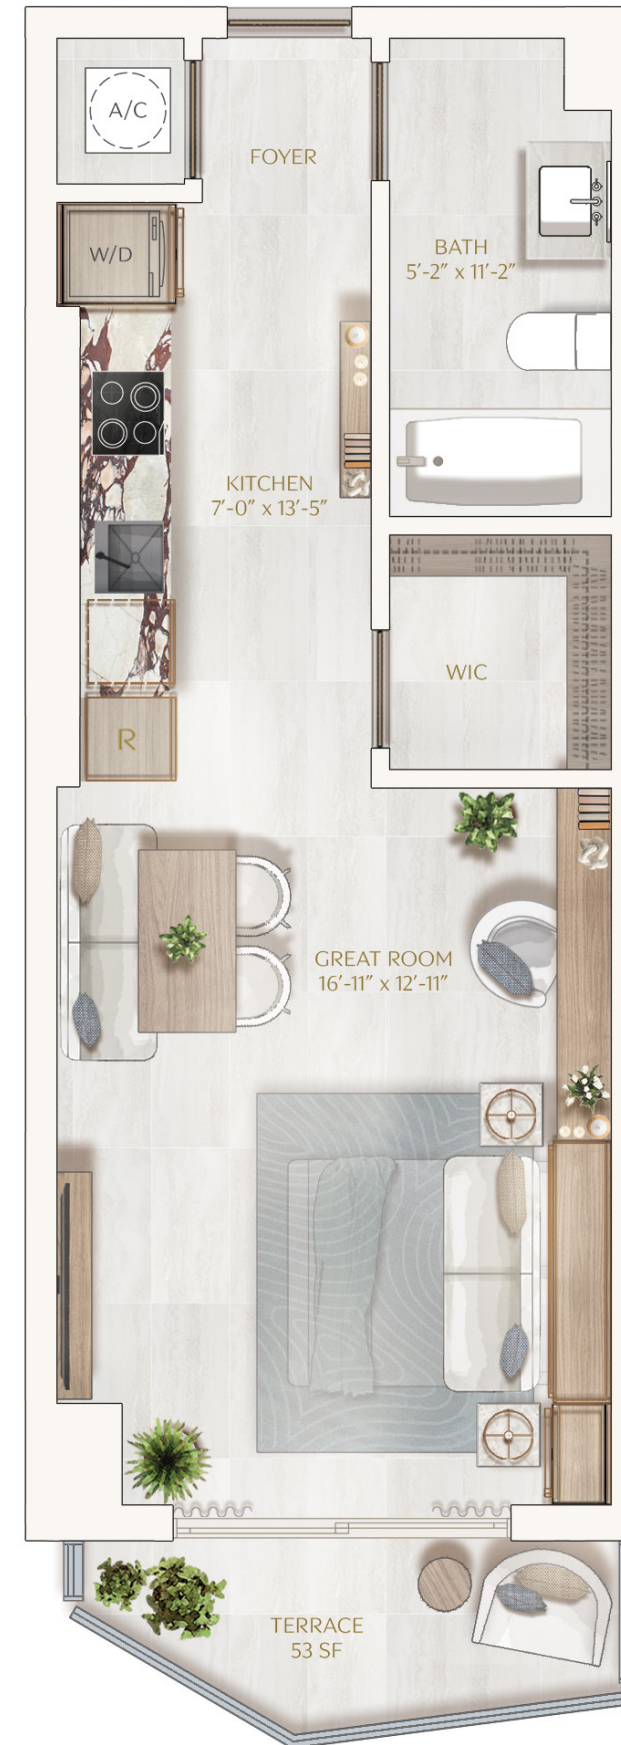 A/C
FOYER
W/D
BATH
5'-2" x 11'-2"
KITCHEN
7'-0" x 13'-5"
WIC
R
GREAT ROOM
16'-11" x 12'-11"
TERRACE
53 SF